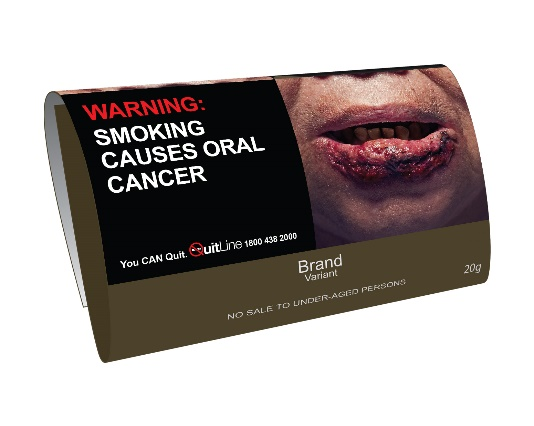 WARNING:
SMOKING
CAUSES ORAL
CANCER
You CAN Quit. QuitLine 1800 438 2000
Brand
Variant
20g
NO SALE TO UNDER-AGED PERSONS